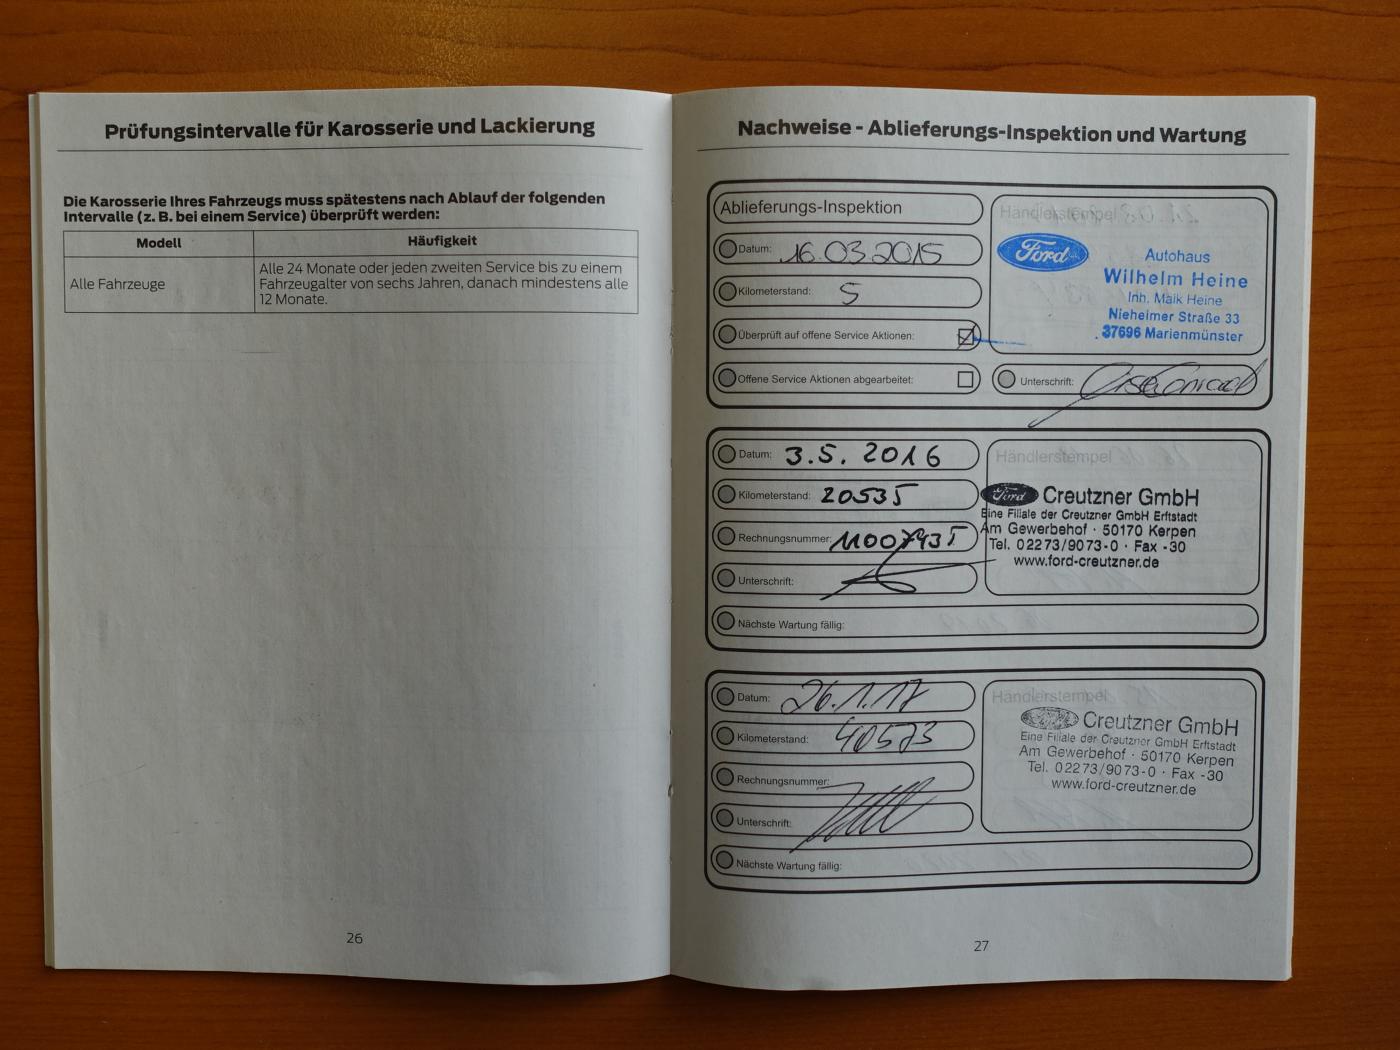 Prüfungsintervalle für Karosserie und Lackierung
Die Karosserie Ihres Fahrzeugs muss spätestens nach Ablauf der folgenden
Intervalle (z. B. bei einem Service) überprüft werden:
Modell
Häufigkeit
Alle Fahrzeuge
Alle 24 Monate oder jeden zweiten Service bis zu einem
Fahrzeugalter von sechs Jahren, danach mindestens alle
12 Monate.
26
Nachweise - Ablieferungs-Inspektion und Wartung
Ablieferungs-Inspektion
Datum: 16.03.2015
Kilometerstand: 5
Überprüft auf offene Service Aktionen:
Offene Service Aktionen abgearbeitet:
Händlerstempel
Ford
Autohaus
Wilhelm Heine
Inh. Maik Heine
Nieheimer Straße 33
37696 Marienmünster
Unterschrift:
Datum: 3.5.2016
Kilometerstand: 20535
Rechnungsnummer:
Unterschrift:
Nächste Wartung fällig:
Händlerstempel
Ford Creutzner GmbH
Eine Filiale der Creutzner GmbH Erftstadt
Am Gewerbehof · 50170 Kerpen
Tel. 02273/9073-0 · Fax -30
www.ford-creutzner.de
Datum: 26.1.17
Kilometerstand: 40573
Rechnungsnummer:
Unterschrift:
Nächste Wartung fällig:
Händlerstempel
Creutzner GmbH
Eine Filiale der Creutzner GmbH Erftstadt
Am Gewerbehof · 50170 Kerpen
Tel. 02273/9073-0 · Fax -30
www.ford-creutzner.de
27